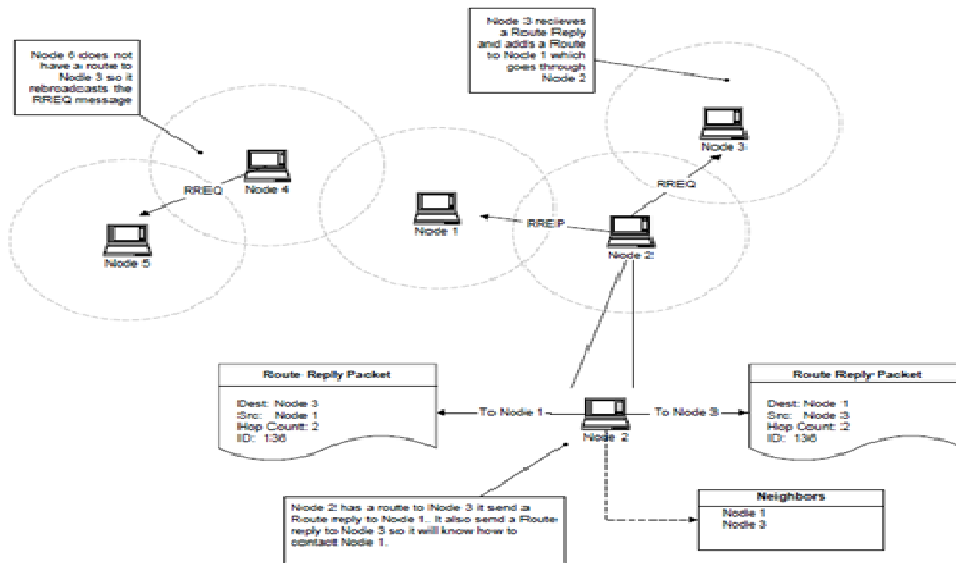 Node 3 recieves
a Route Reply
and adds a Route
to Node 1 which
goes through
Node 2
Node 6 does not
have a route to
Node 3 so it
rebroadcasts the
RREQ message
Node 3
RREQ
Node 4
RREQ
Node 1
RREP
Node 2
Node 5
Route Reply Packet
Dest: Node 3
Src: Node 1
Hop Count: 2
ID: 136
To Node 1
To Node 3
Node 2
Route Reply Packet
Dest: Node 1
Src: Node 3
Hop Count: 2
ID: 136
Node 2 has a route to Node 3 it send a
Route reply to Node 1. It also send a Route
reply to Node 3 so it will know how to
contact Node 1.
Neighbors
Node 1
Node 3